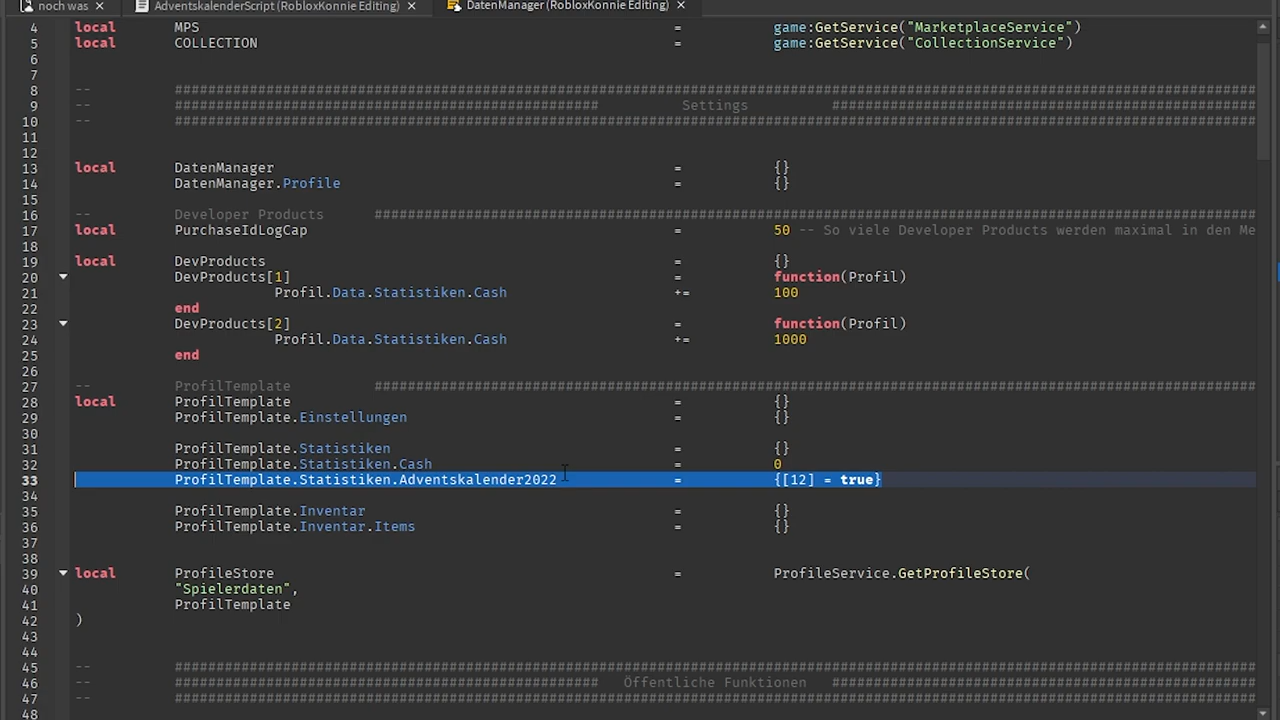 noch was × AdventskalenderScript (RobloxKonnie Editing) × DatenManager (RobloxKonnie Editing) ×
4 local MPS = game:GetService("MarketplaceService")
5 local COLLECTION = game:GetService("CollectionService")
6
7
8 -- ##################################################################################################################################
9 -- ################################################### Settings ###################################################
10 -- ##################################################################################################################################
11
12
13 local DatenManager = {}
14 DatenManager.Profile = {}
15
16 -- Developer Products ##########################################################################################################
17 local PurchaseIdLogCap = 50 -- So viele Developer Products werden maximal in den Me
18
19 local DevProducts = {}
20 DevProducts[1] = function(Profil)
21 Profil.Data.Statistiken.Cash += 100
22 end
23 DevProducts[2] = function(Profil)
24 Profil.Data.Statistiken.Cash += 1000
25 end
26
27 -- ProfilTemplate ##########################################################################################################
28 local ProfilTemplate = {}
29 ProfilTemplate.Einstellungen = {}
30
31 ProfilTemplate.Statistiken = {}
32 ProfilTemplate.Statistiken.Cash = 0
33 ProfilTemplate.Statistiken.Adventskalender2022 = {[12] = true}
34
35 ProfilTemplate.Inventar = {}
36 ProfilTemplate.Inventar.Items = {}
37
38
39 local ProfileStore = ProfileService.GetProfileStore(
40 "Spielerdaten",
41 ProfilTemplate
42 )
43
44
45 -- ##################################################################################################################################
46 -- ###################################################### Öffentliche Funktionen ###################################################
47 -- ##################################################################################################################################
48